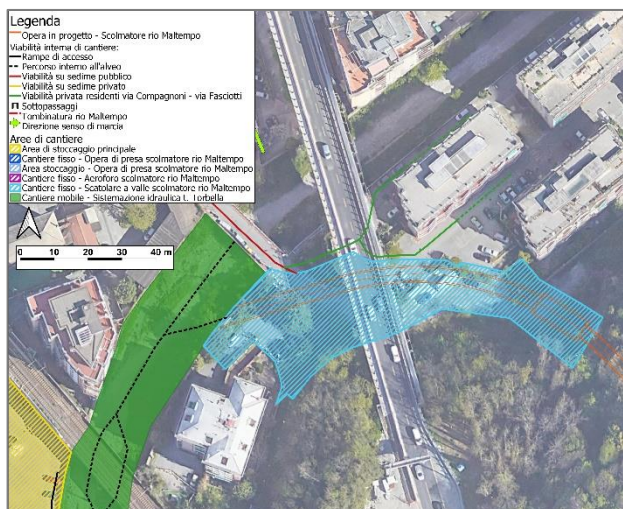 Legenda
Opera in progetto - Scolmatore rio Maltempo
Viabilità interna di cantiere:
Rampe di accesso
Percorso interno all'alveo
Viabilità su sedime pubblico
Viabilità su sedime privato
Viabilità privata residenti via Compagnoni - via Fasciotti
Sottopassaggi
Tombinatura rio Maltempo
Direzione senso di marcia
Aree di cantiere
Area di stoccaggio principale
Cantiere fisso - Opera di presa scolmatore rio Maltempo
Area stoccaggio - Opera di presa scolmatore rio Maltempo
Cantiere fisso - Aeroforo scolmatore rio Maltempo
Cantiere fisso - Scatolare a valle scolmatore rio Maltempo
Cantiere mobile - Sistemazione idraulica t. Torbella
0 10 20 30 40 m